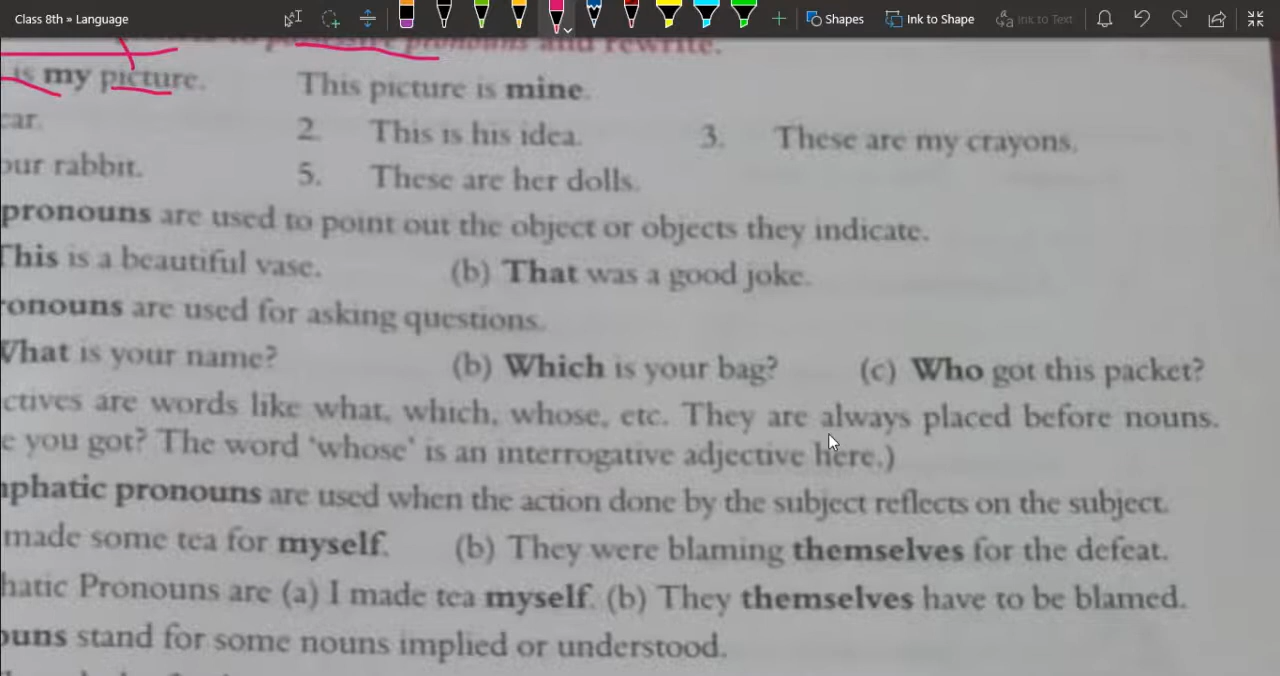 Class 8th » Language
Shapes
Ink to Shape
Ink to Text
pronouns and rewrite.
is my picture. This picture is mine.
car. 2. This is his idea. 3. These are my crayons.
our rabbit. 5. These are her dolls.
pronouns are used to point out the object or objects they indicate.
This is a beautiful vase. (b) That was a good joke.
ronouns are used for asking questions.
What is your name? (b) Which is your bag? (c) Who got this packet?
ctives are words like what, which, whose, etc. They are always placed before nouns.
e you got? The word 'whose' is an interrogative adjective here.)
phatic pronouns are used when the action done by the subject reflects on the subject.
made some tea for myself. (b) They were blaming themselves for the defeat.
hatic Pronouns are (a) I made tea myself. (b) They themselves have to be blamed.
ouns stand for some nouns implied or understood.